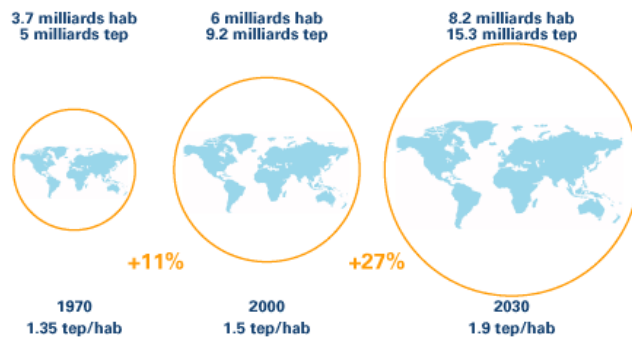 3.7 milliards hab
5 milliards tep
6 milliards hab
9.2 milliards tep
8.2 milliards hab
15.3 milliards tep
+11%
+27%
1970
1.35 tep/hab
2000
1.5 tep/hab
2030
1.9 tep/hab